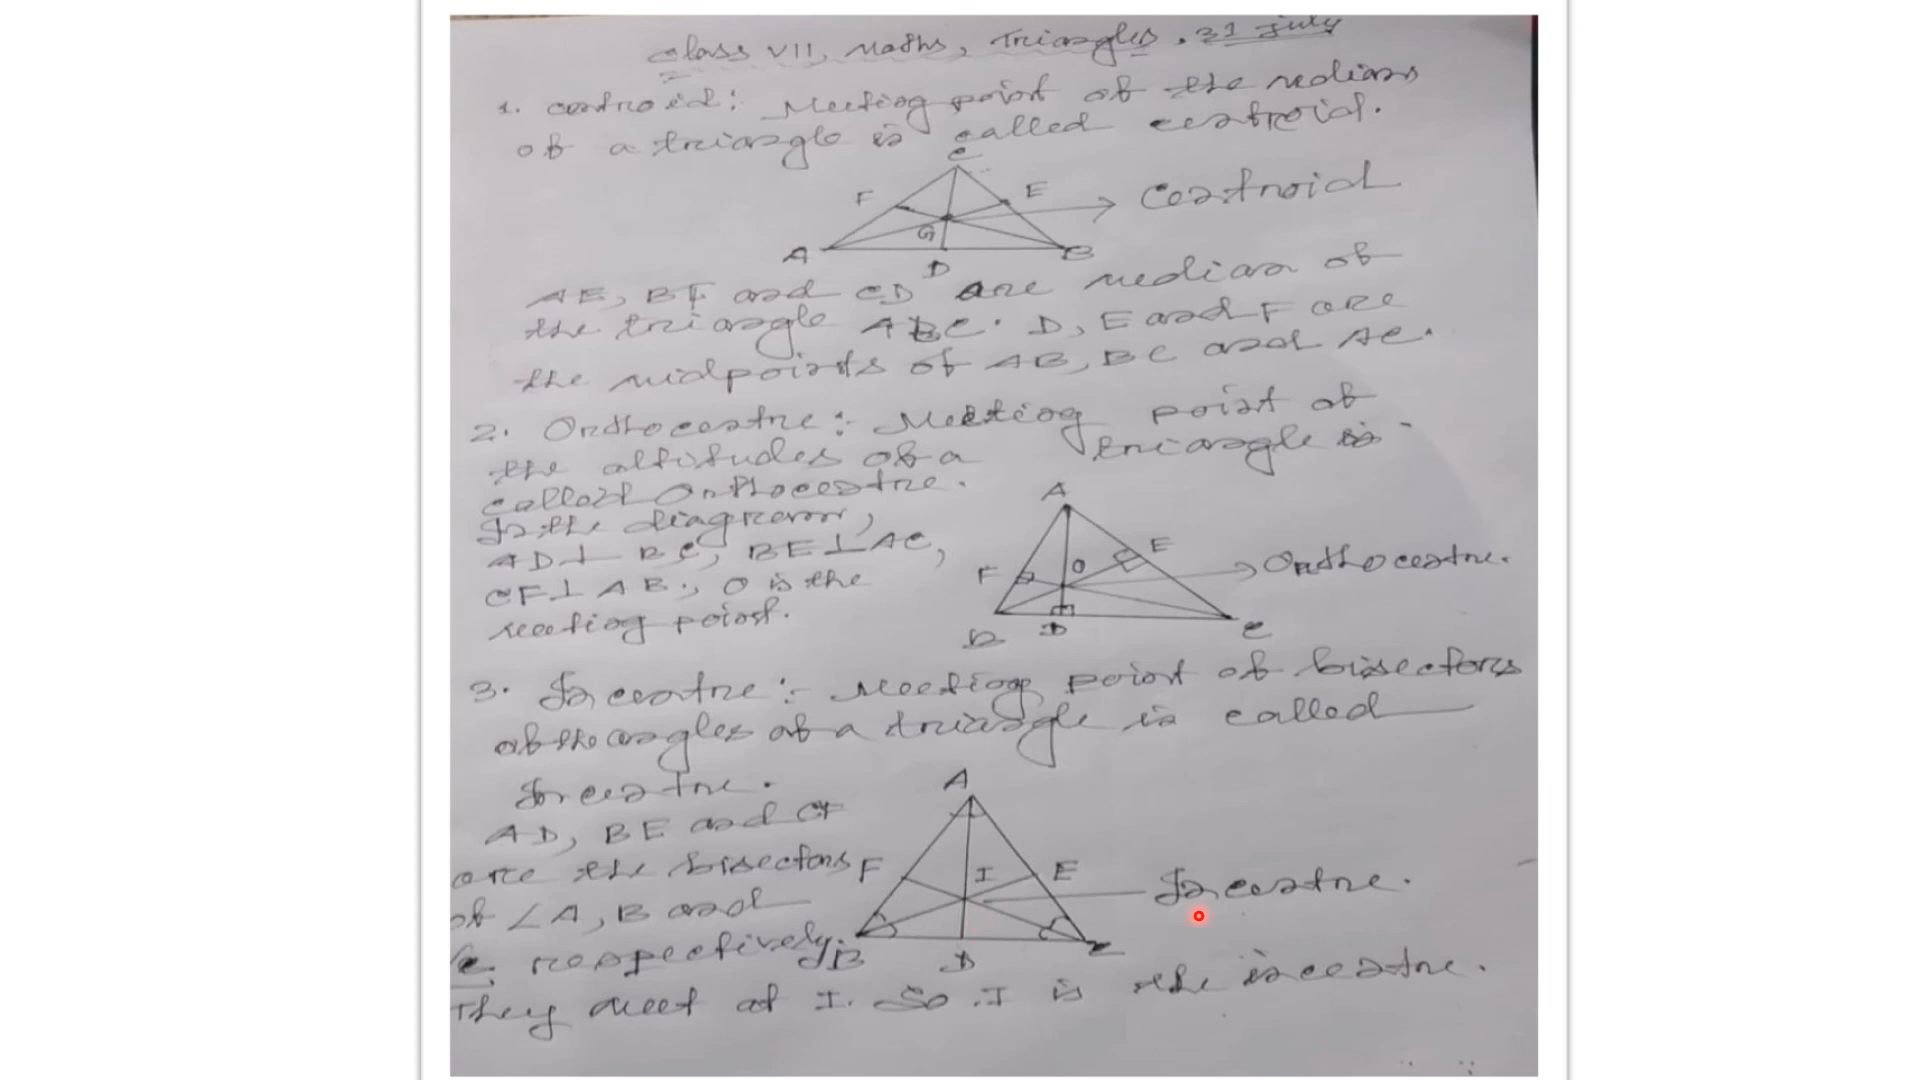 Class VII, Maths, Triangles, 31 July
1. Centroid: Meeting point of the medians
of a triangle is called centroid.
C
F
E
Centroid
G
A
D
B
AE, BF and CD are median of
the triangle ABC. D, E and F are
the midpoints of AB, BC and AC.
2. Orthocentre:- Meeting point of
the altitudes of a triangle is
called Orthocentre.
In the diagram,
AD⊥ BC, BE⊥AC,
CF⊥AB., O is the
meeting point.
A
E
F
O
Orthocentre.
B
D
C
3. Incentre:- Meeting point of bisectors
of the angles of a triangle is called
Incentre.
AD, BE and CF
are the bisectors
of ∠A, B and
C respectively.
A
F
I
E
Incentre.
B
D
C
They meet at I. So I is the incentre.